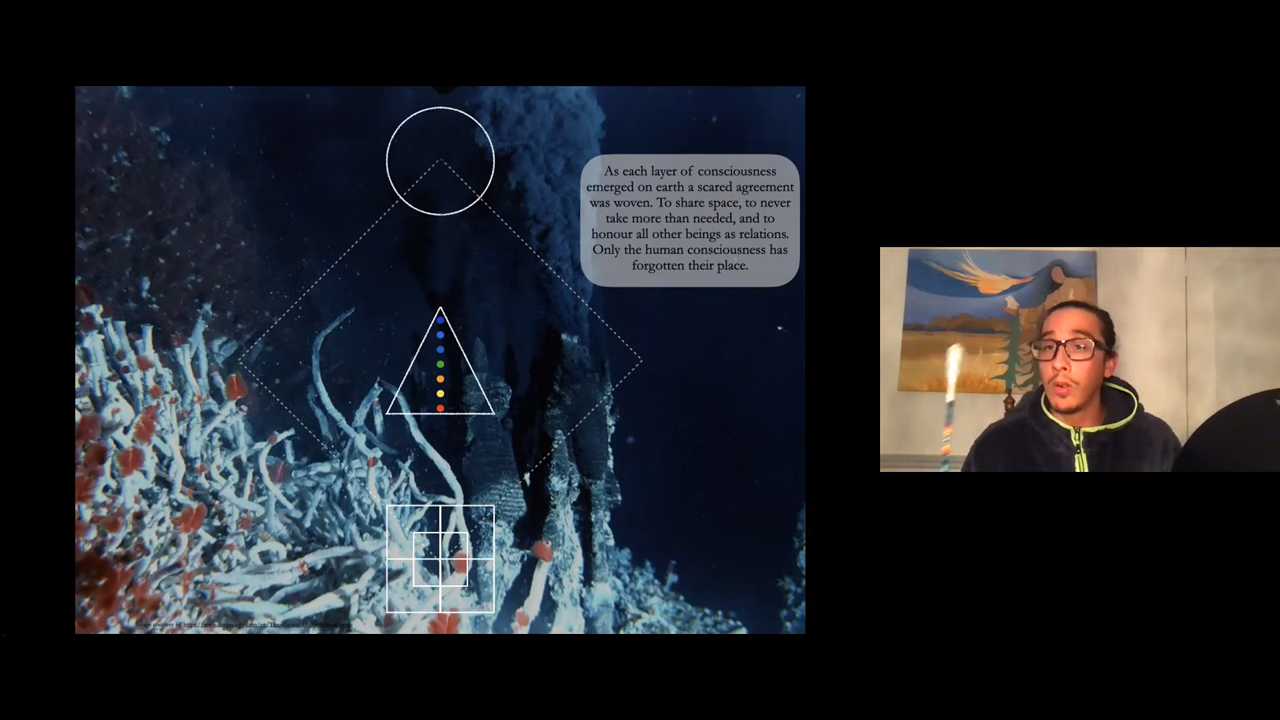 As each layer of consciousness
emerged on earth a scared agreement
was woven. To share space, to never
take more than needed, and to
honour all other beings as relations.
Only the human consciousness has
forgotten their place.